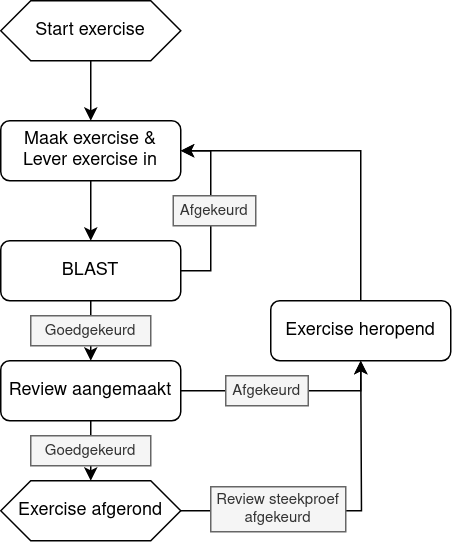 Start exercise
Maak exercise &
Lever exercise in
Afgekeurd
BLAST
Goedgekeurd
Exercise heropend
Review aangemaakt
Afgekeurd
Goedgekeurd
Exercise afgerond
Review steekproef
afgekeurd